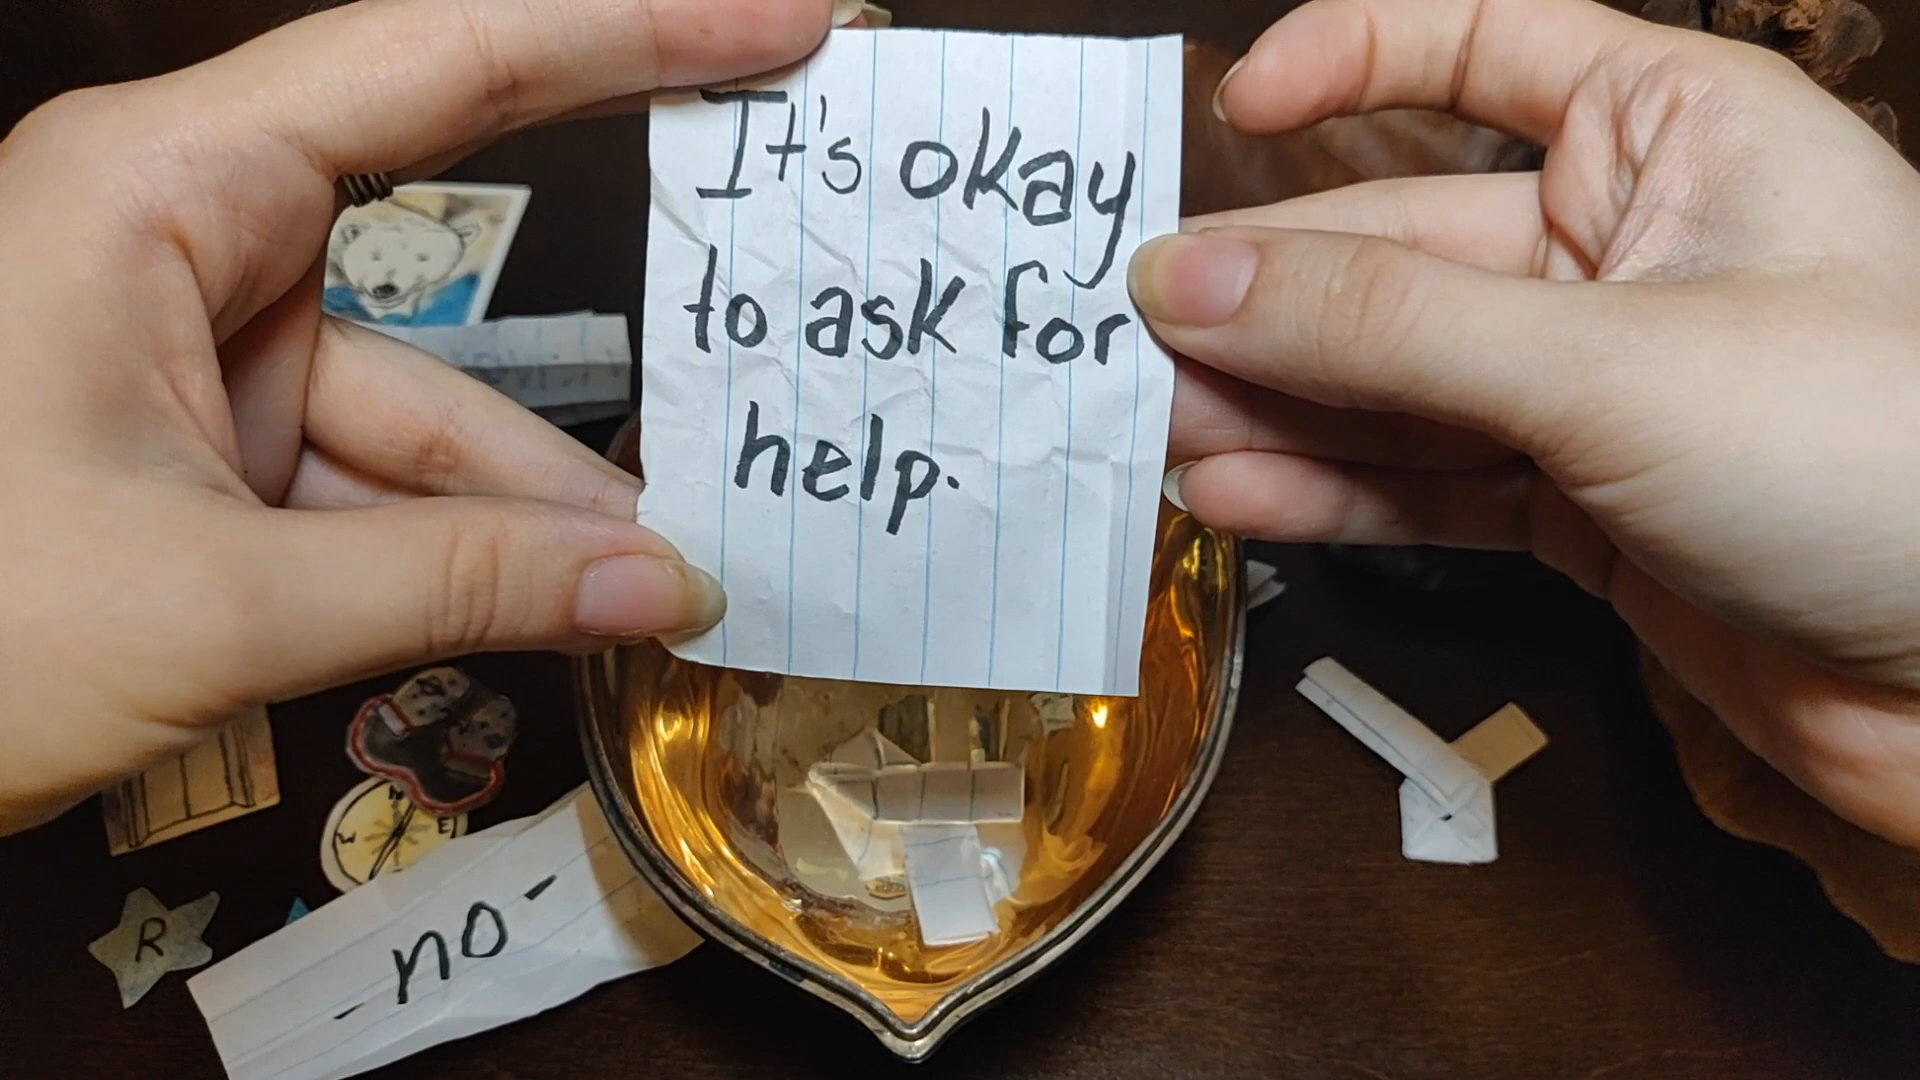 It's okay
to ask for
help.
- no -
R
N
W
E